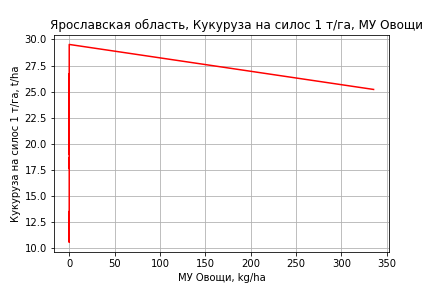 Ярославская область, Кукуруза на силос 1 т/га, МУ Овощи
30.0
27.5
25.0
22.5
20.0
17.5
15.0
12.5
10.0
Кукуруза на силос 1 т/га, t/ha
0 50 100 150 200 250 300 350
МУ Овощи, kg/ha